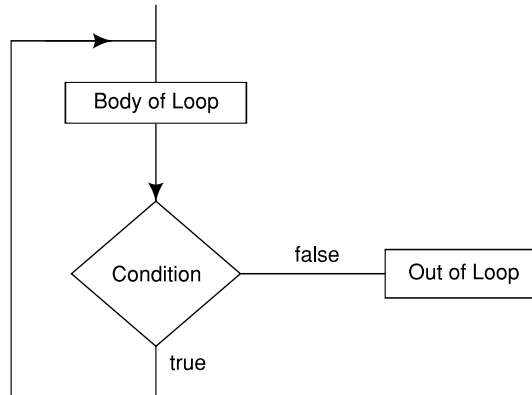 Body of Loop
Condition
false
Out of Loop
true